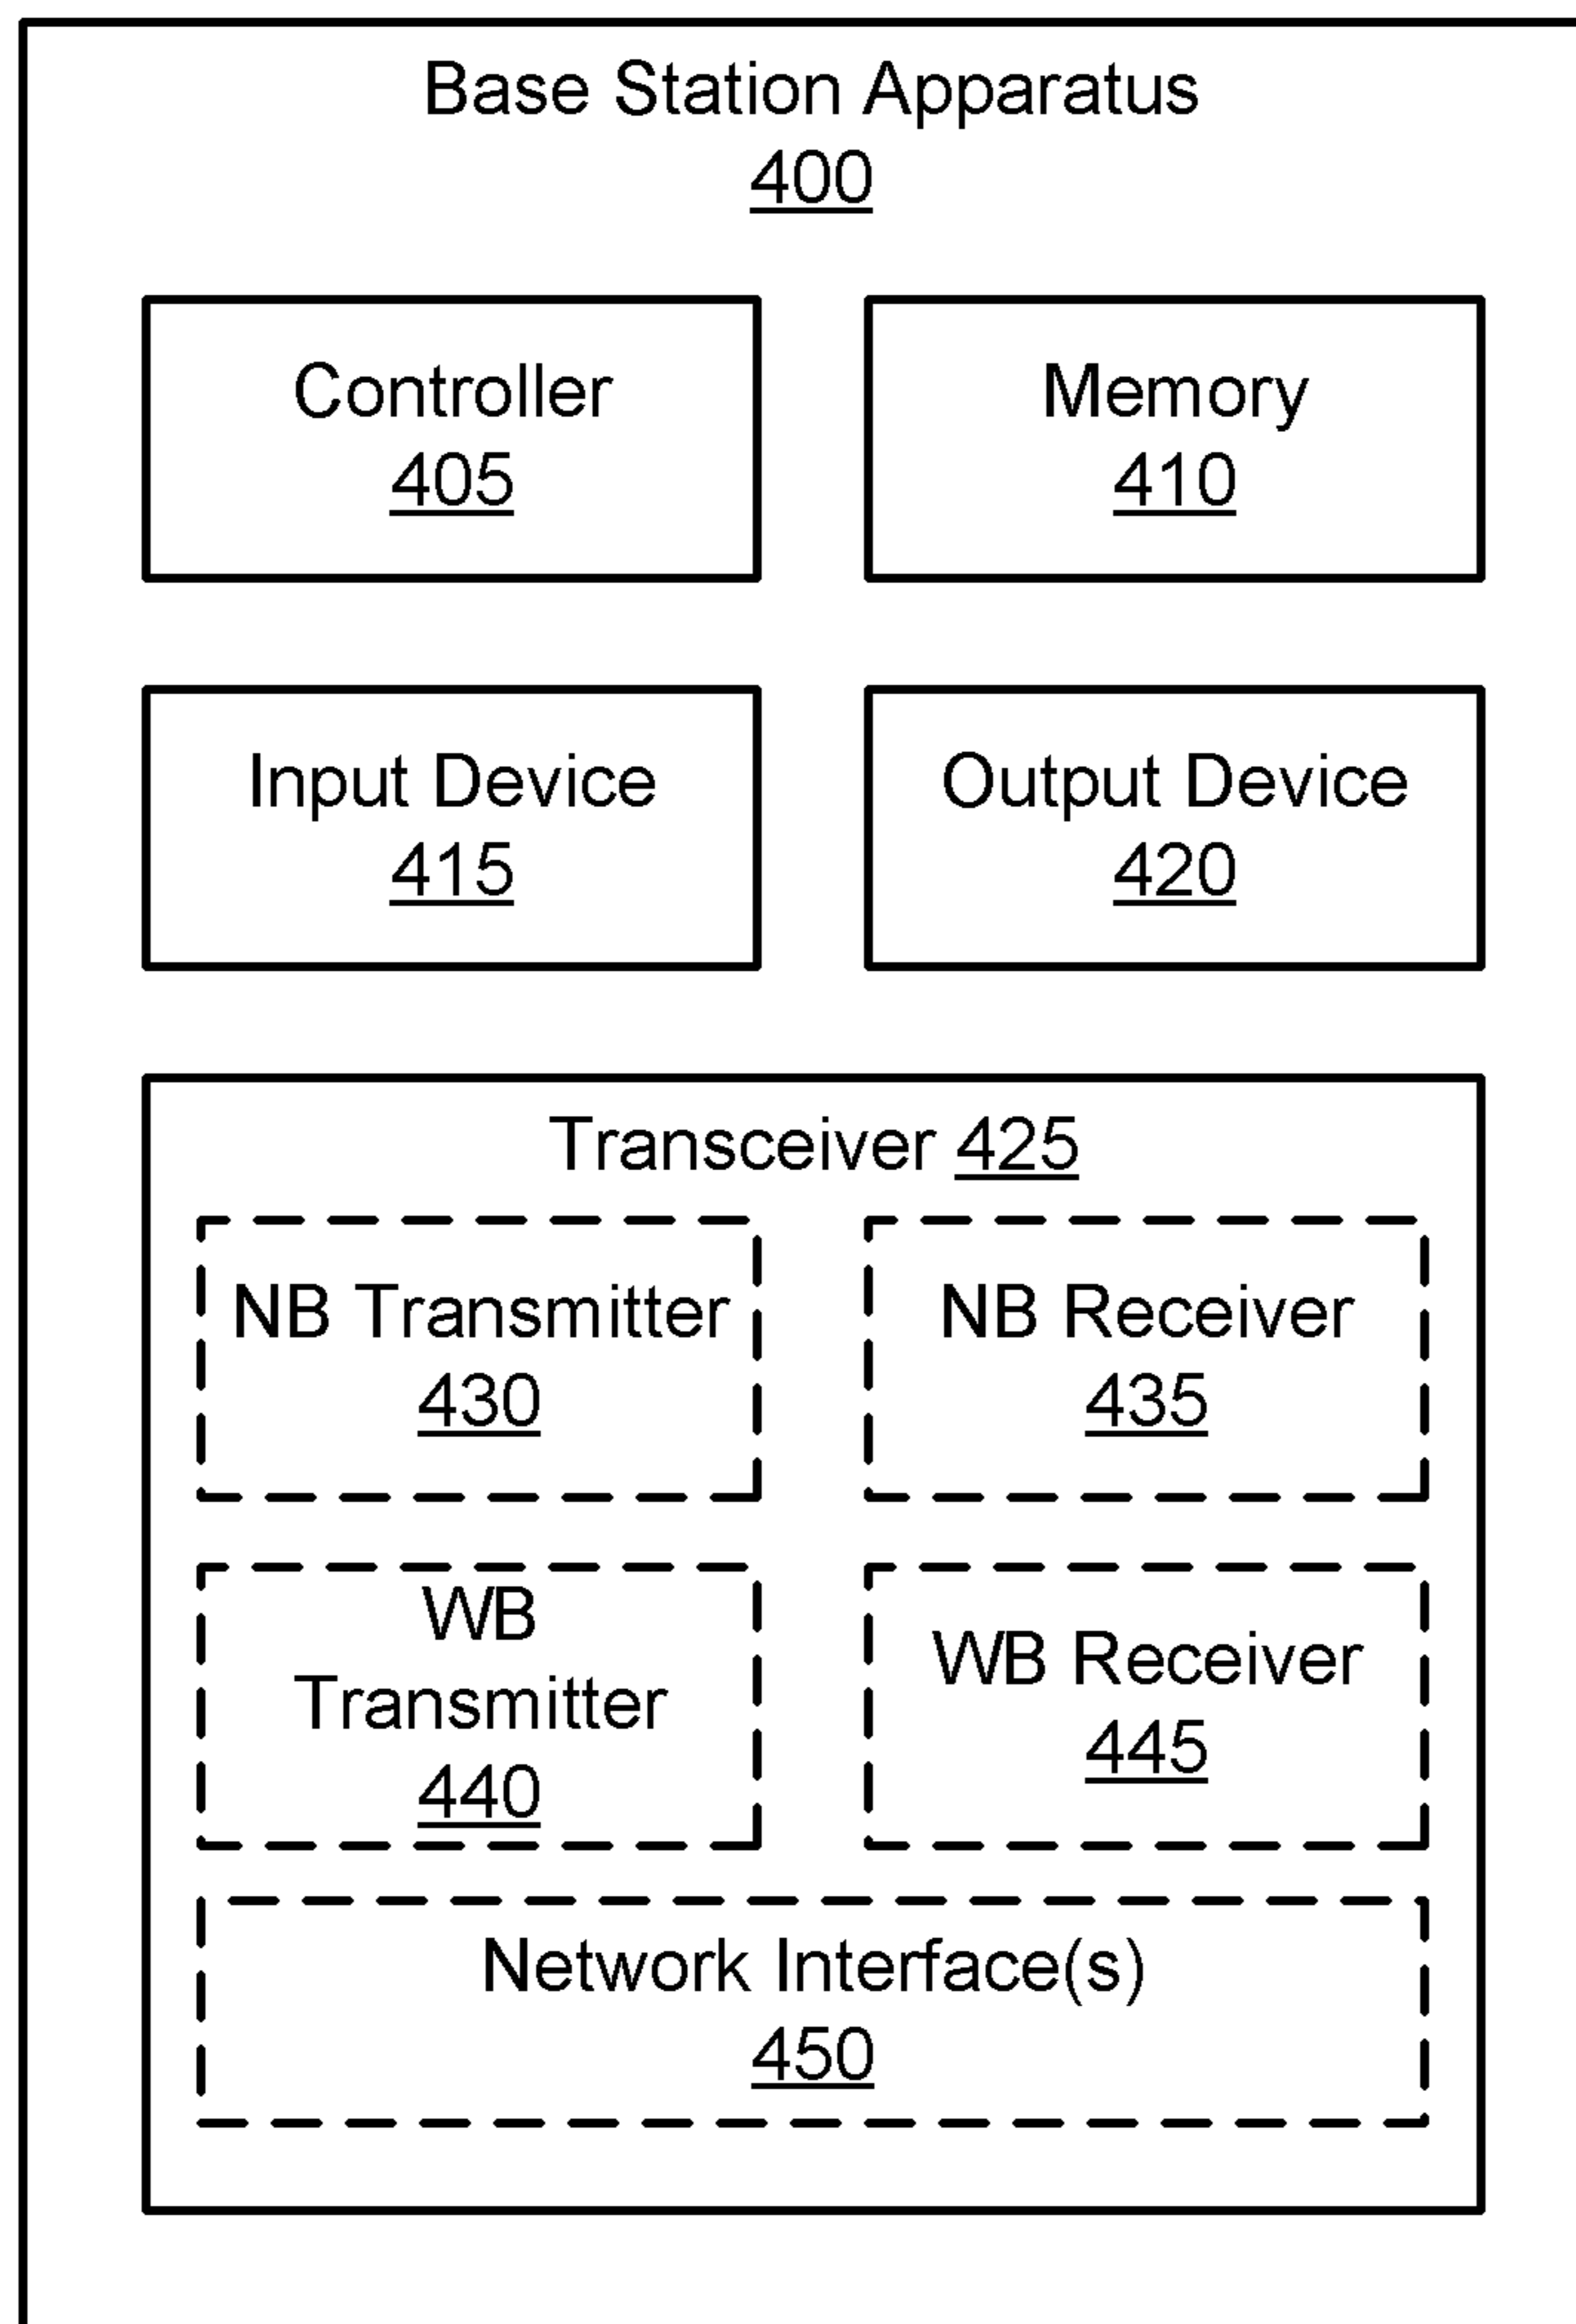 Base Station Apparatus
400
Controller
405
Memory
410
Input Device
415
Output Device
420
Transceiver 425
NB Transmitter
430
NB Receiver
435
WB
Transmitter
440
WB Receiver
445
Network Interface(s)
450